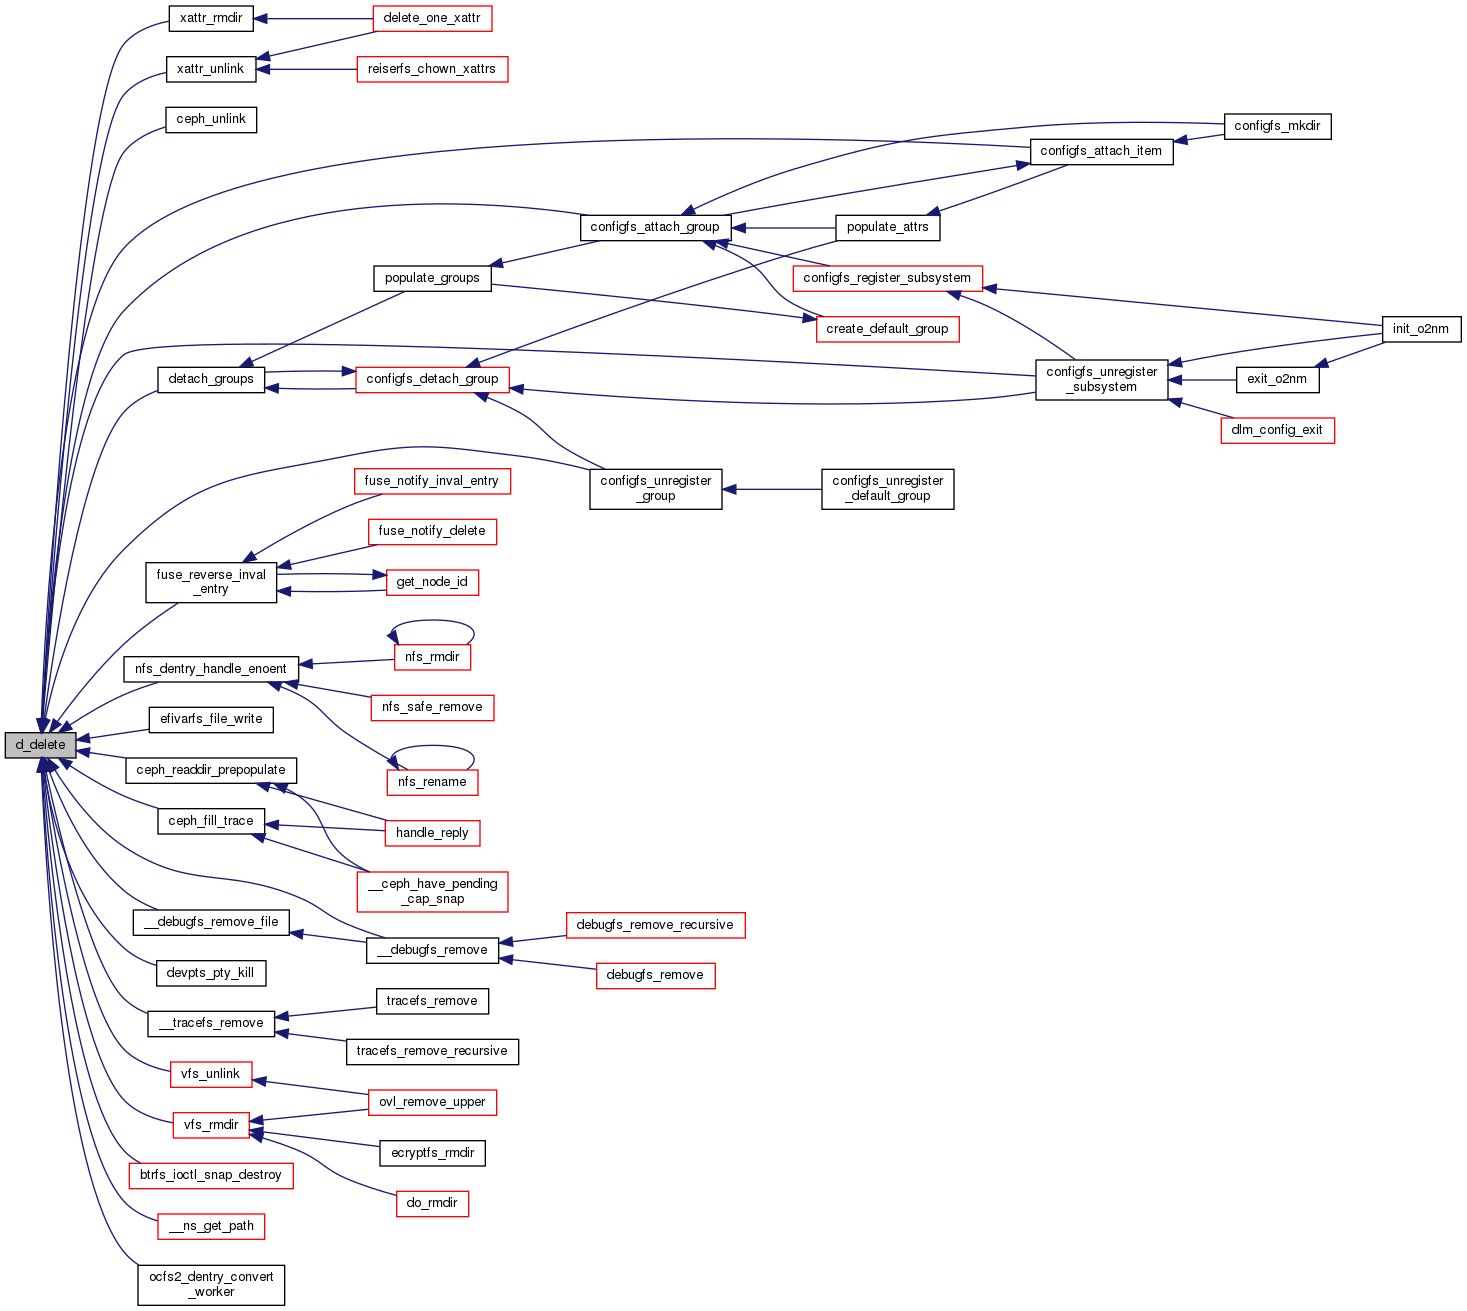 xattr_rmdir
delete_one_xattr
xattr_unlink
reiserfs_chown_xattrs
ceph_unlink
configfs_mkdir
configfs_attach_item
configfs_attach_group
populate_attrs
populate_groups
configfs_register_subsystem
create_default_group
init_o2nm
detach_groups
configfs_detach_group
configfs_unregister
_subsystem
exit_o2nm
dlm_config_exit
fuse_notify_inval_entry
configfs_unregister
_group
configfs_unregister
_default_group
fuse_notify_delete
fuse_reverse_inval
_entry
get_node_id
nfs_dentry_handle_enoent
nfs_rmdir
nfs_safe_remove
efivarfs_file_write
d_delete
ceph_readdir_prepopulate
nfs_rename
ceph_fill_trace
handle_reply
__ceph_have_pending
_cap_snap
__debugfs_remove_file
__debugfs_remove
debugfs_remove_recursive
debugfs_remove
devpts_pty_kill
tracefs_remove
__tracefs_remove
tracefs_remove_recursive
vfs_unlink
ovl_remove_upper
vfs_rmdir
ecryptfs_rmdir
btrfs_ioctl_snap_destroy
do_rmdir
__ns_get_path
ocfs2_dentry_convert
_worker